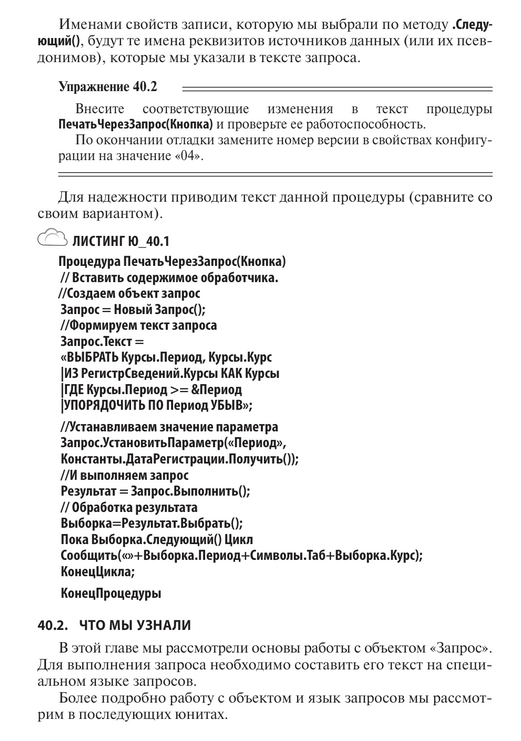 Именами свойств записи, которую мы выбрали по методу .Следу-
ющий(), будут те имена реквизитов источников данных (или их псев-
донимов), которые мы указали в тексте запроса.
Упражнение 40.2
Внесите соответствующие изменения в текст процедуры
ПечатьЧерезЗапрос(Кнопка) и проверьте ее работоспособность.
По окончании отладки замените номер версии в свойствах конфигу-
рации на значение «04».
Для надежности приводим текст данной процедуры (сравните со
своим вариантом).
ЛИСТИНГ Ю_40.1
Процедура ПечатьЧерезЗапрос(Кнопка)
// Вставить содержимое обработчика.
//Создаем объект запрос
Запрос = Новый Запрос();
//Формируем текст запроса
Запрос.Текст =
«ВЫБРАТЬ Курсы.Период, Курсы.Курс
|ИЗ РегистрСведений.Курсы КАК Курсы
|ГДЕ Курсы.Период >= &Период
|УПОРЯДОЧИТЬ ПО Период УБЫВ»;
//Устанавливаем значение параметра
Запрос.УстановитьПараметр(«Период»,
Константы.ДатаРегистрации.Получить());
//И выполняем запрос
Результат = Запрос.Выполнить();
// Обработка результата
Выборка=Результат.Выбрать();
Пока Выборка.Следующий() Цикл
Сообщить(«»+Выборка.Период+Символы.Таб+Выборка.Курс);
КонецЦикла;
КонецПроцедуры
40.2. ЧТО МЫ УЗНАЛИ
В этой главе мы рассмотрели основы работы с объектом «Запрос».
Для выполнения запроса необходимо составить его текст на специ-
альном языке запросов.
Более подробно работу с объектом и язык запросов мы рассмот-
рим в последующих юнитах.